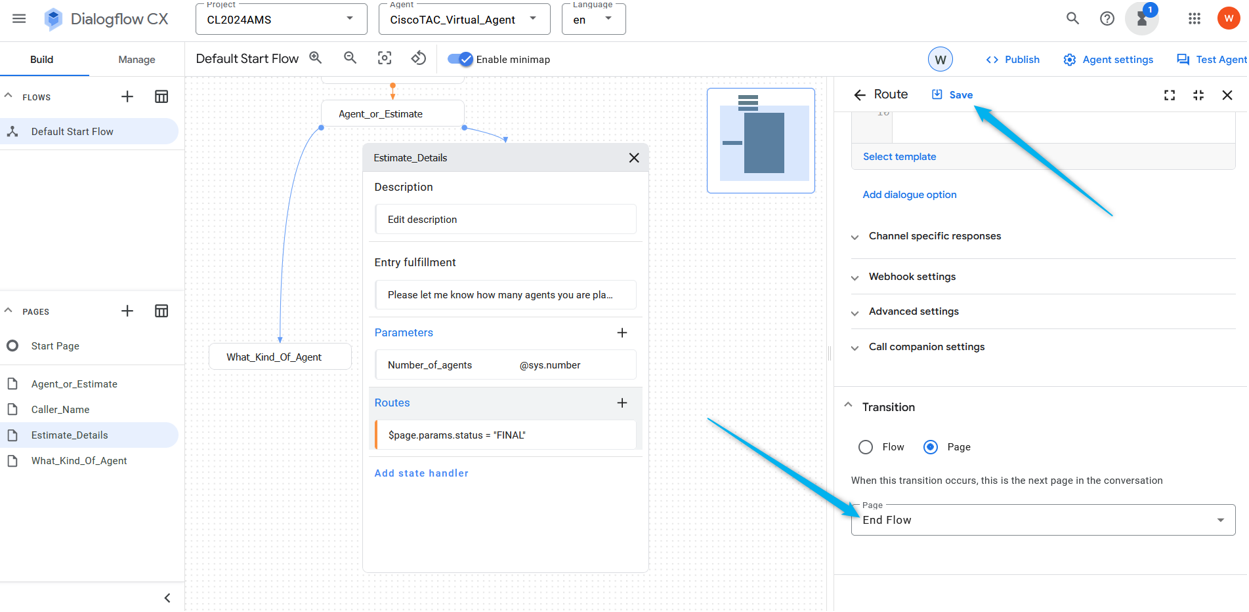 Dialogflow CX
Project
CL2024AMS
Agent
CiscoTAC_Virtual_Agent
Language
en
1
W
Build
Manage
Default Start Flow
Enable minimap
W
Publish
Agent settings
Test Agent
FLOWS
Default Start Flow
PAGES
Start Page
Agent_or_Estimate
Caller_Name
Estimate_Details
What_Kind_Of_Agent
Agent_or_Estimate
What_Kind_Of_Agent
Estimate_Details
Description
Edit description
Entry fulfillment
Please let me know how many agents you are pla...
Parameters
Number_of_agents @sys.number
Routes
$page.params.status = "FINAL"
Add state handler
Route
Save
Select template
Add dialogue option
Channel specific responses
Webhook settings
Advanced settings
Call companion settings
Transition
Flow
Page
When this transition occurs, this is the next page in the conversation
Page
End Flow